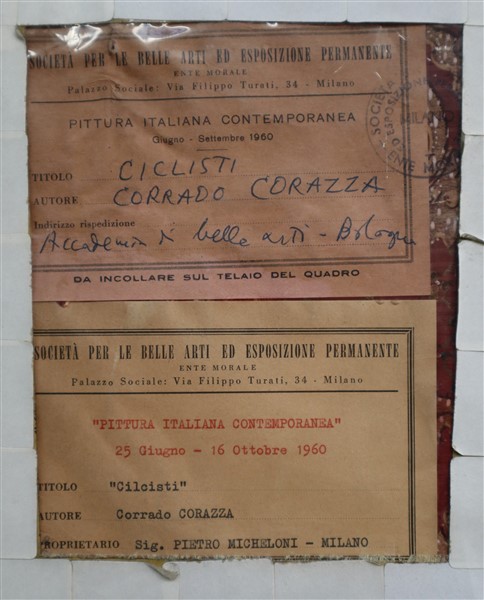 SOCIETÀ PER LE BELLE ARTI ED ESPOSIZIONE PERMANENTE
ENTE MORALE
Palazzo Sociale: Via Filippo Turati, 34 - Milano
PITTURA ITALIANA CONTEMPORANEA
Giugno - Settembre 1960
TITOLO CICLISTI
AUTORE CORRADO CORAZZA
Indirizzo rispedizione
Accademia di belle arti - Bologna
DA INCOLLARE SUL TELAIO DEL QUADRO
SOCIETÀ
MILANO
SOCIETÀ PER LE BELLE ARTI ED ESPOSIZIONE PERMANENTE
ENTE MORALE
Palazzo Sociale: Via Filippo Turati, 34 - Milano
"PITTURA ITALIANA CONTEMPORANEA"
25 Giugno - 16 Ottobre 1960
TITOLO "Cilcisti"
AUTORE Corrado CORAZZA
PROPRIETARIO Sig. PIETRO MICHELONI - MILANO